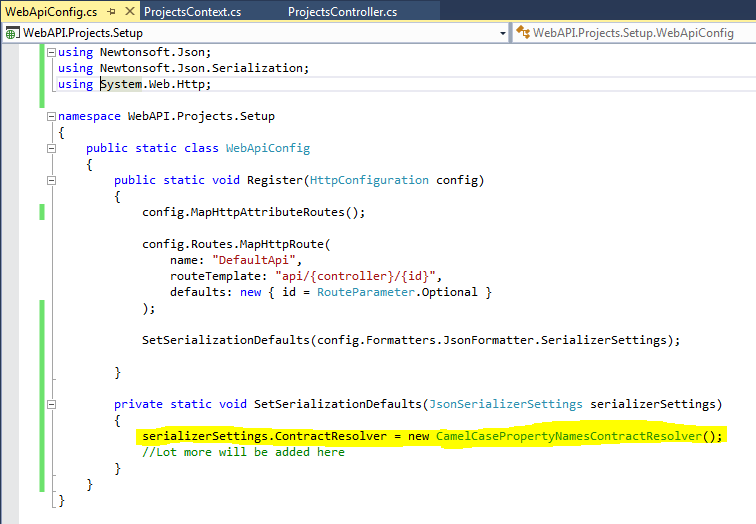 WebApiConfig.cs ProjectsContext.cs ProjectsController.cs
WebAPI.Projects.Setup WebAPI.Projects.Setup.WebApiConfig
using Newtonsoft.Json;
using Newtonsoft.Json.Serialization;
using System.Web.Http;
namespace WebAPI.Projects.Setup
{
public static class WebApiConfig
{
public static void Register(HttpConfiguration config)
{
config.MapHttpAttributeRoutes();
config.Routes.MapHttpRoute(
name: "DefaultApi",
routeTemplate: "api/{controller}/{id}",
defaults: new { id = RouteParameter.Optional }
);
SetSerializationDefaults(config.Formatters.JsonFormatter.SerializerSettings);
}
private static void SetSerializationDefaults(JsonSerializerSettings serializerSettings)
{
serializerSettings.ContractResolver = new CamelCasePropertyNamesContractResolver();
//Lot more will be added here
}
}
}